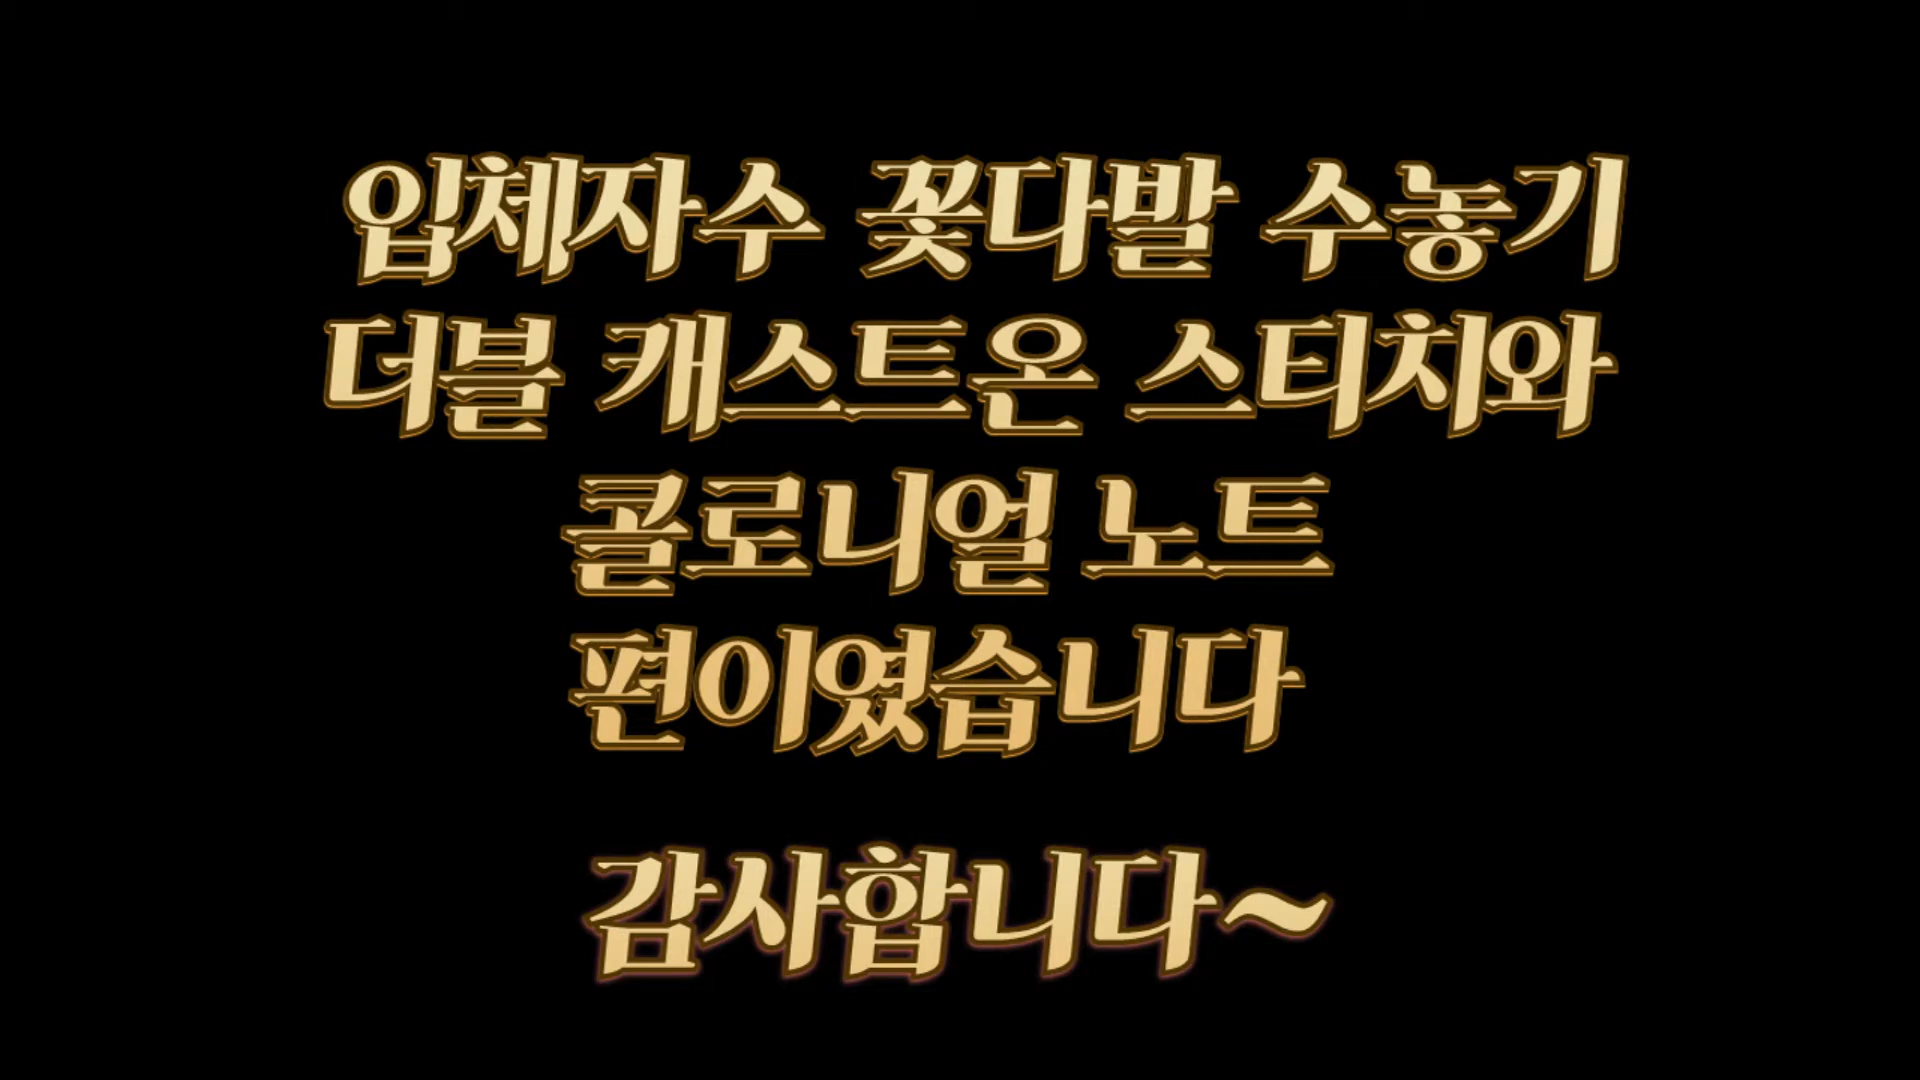 입체자수 꽃다발 수놓기
더블 캐스트온 스티치와
콜로니얼 노트
편이였습니다
감사합니다~